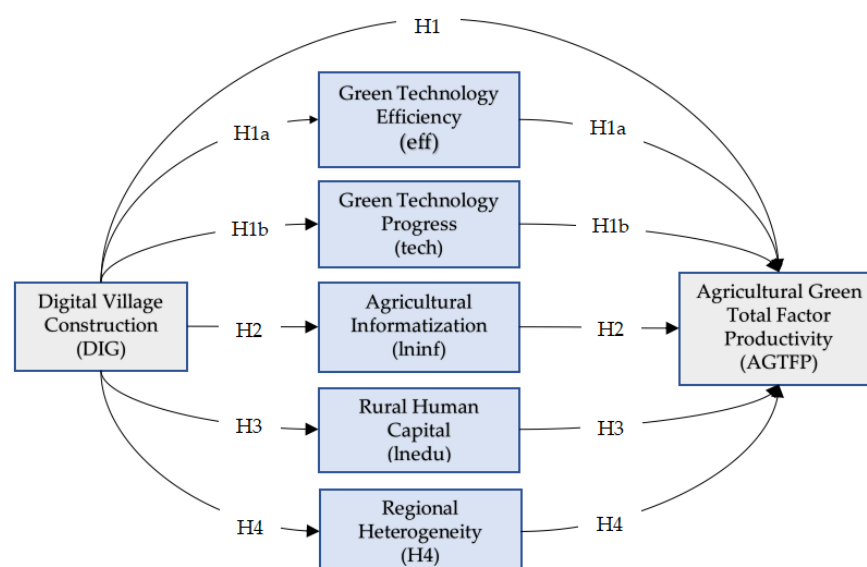 H1
Green Technology
Efficiency
(eff)
H1a
H1a
Green Technology
Progress
(tech)
H1b
H1b
Digital Village
Construction
(DIG)
H2
Agricultural
Informatization
(lninf)
H2
Agricultural Green
Total Factor
Productivity
(AGTFP)
H3
Rural Human
Capital
(lnedu)
H3
H4
Regional
Heterogeneity
(H4)
H4